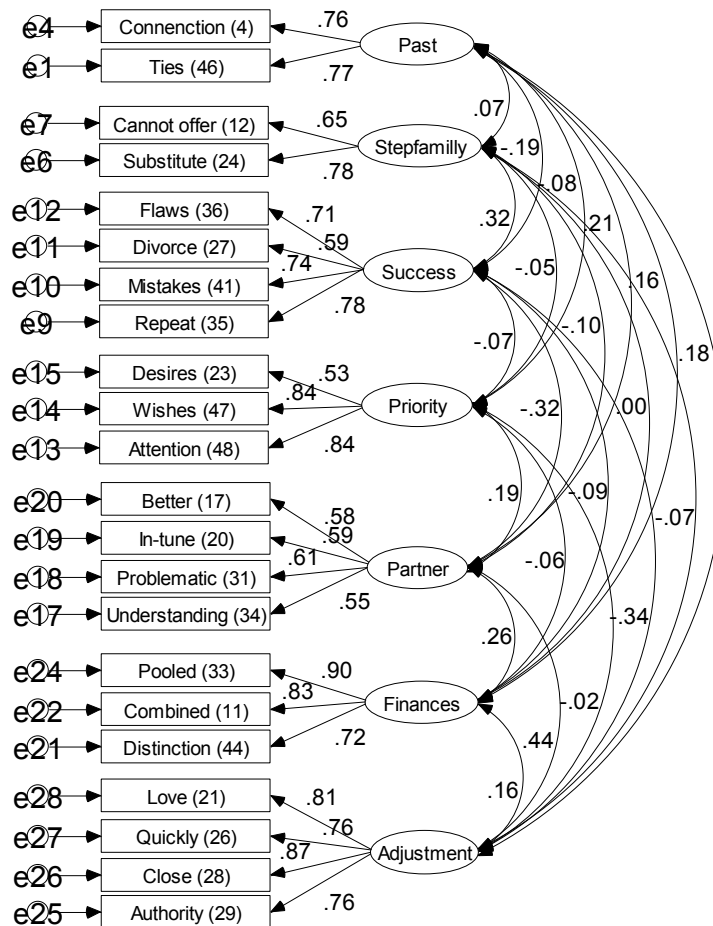 e4 Connenction (4) .76 Past
e1 Ties (46) .77
.07
e7 Cannot offer (12) .65 Stepfamilly -.19
e6 Substitute (24) .78 -.08
e12 Flaws (36) .71 .32 .21
e11 Divorce (27) .59 -.05 .16
e10 Mistakes (41) .74 Success
e9 Repeat (35) .78 -.07 -.10 .18
e15 Desires (23) .53
e14 Wishes (47) .84 Priority -.32 .00
e13 Attention (48) .84
e20 Better (17) .58 .19 -.09 -.07
e19 In-tune (20) .59 -.06
e18 Problematic (31) .61 Partner
e17 Understanding (34) .55 .26 -.34
e24 Pooled (33) .90 -.02
e22 Combined (11) .83 Finances
e21 Distinction (44) .72 .44
e28 Love (21) .81 .16
e27 Quickly (26) .76
e26 Close (28) .87 Adjustment
e25 Authority (29) .76